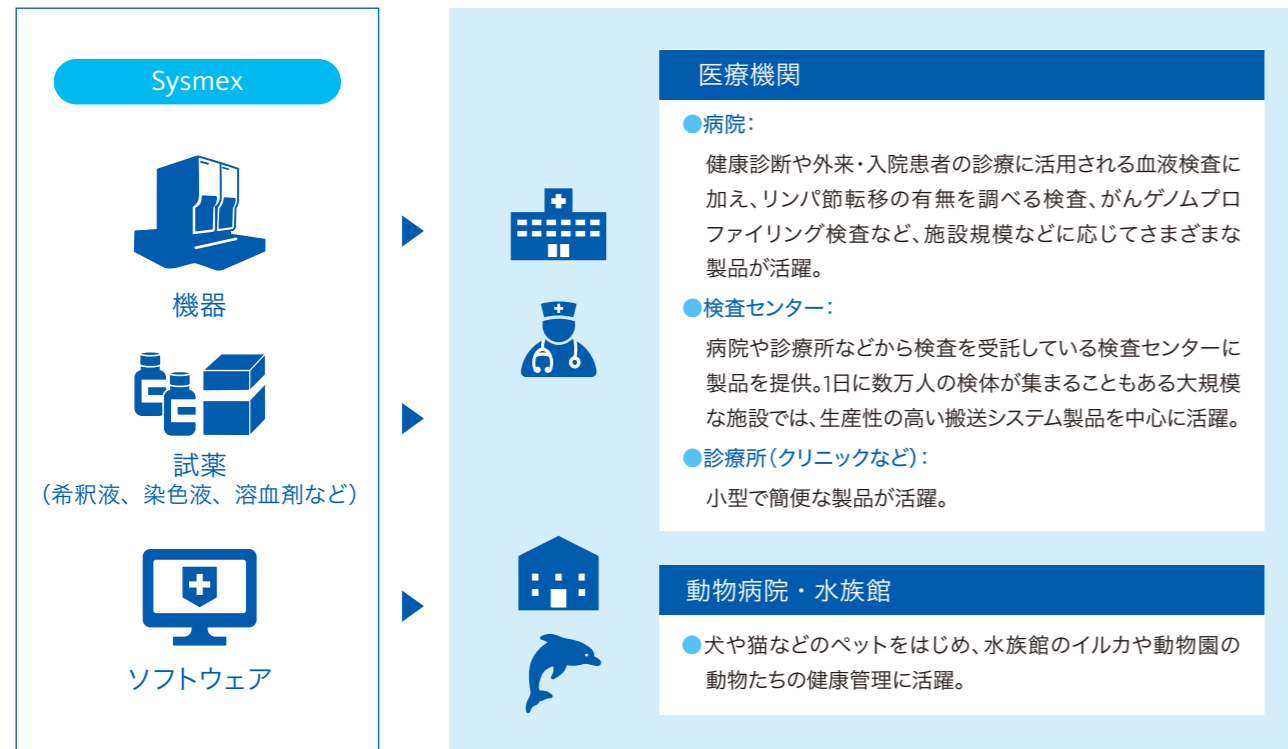 Sysmex
機器
試薬
（希釈液、染色液、溶血剤など）
ソフトウェア
医療機関
●病院：
健康診断や外来・入院患者の診療に活用される血液検査に
加え、リンパ節転移の有無を調べる検査、がんゲノムプロ
ファイリング検査など、施設規模などに応じてさまざまな
製品が活躍。
●検査センター：
病院や診療所などから検査を受託している検査センターに
製品を提供。1日に数万人の検体が集まることもある大規模
な施設では、生産性の高い搬送システム製品を中心に活躍。
●診療所（クリニックなど）：
小型で簡便な製品が活躍。
動物病院・水族館
●犬や猫などのペットをはじめ、水族館のイルカや動物園の
動物たちの健康管理に活躍。